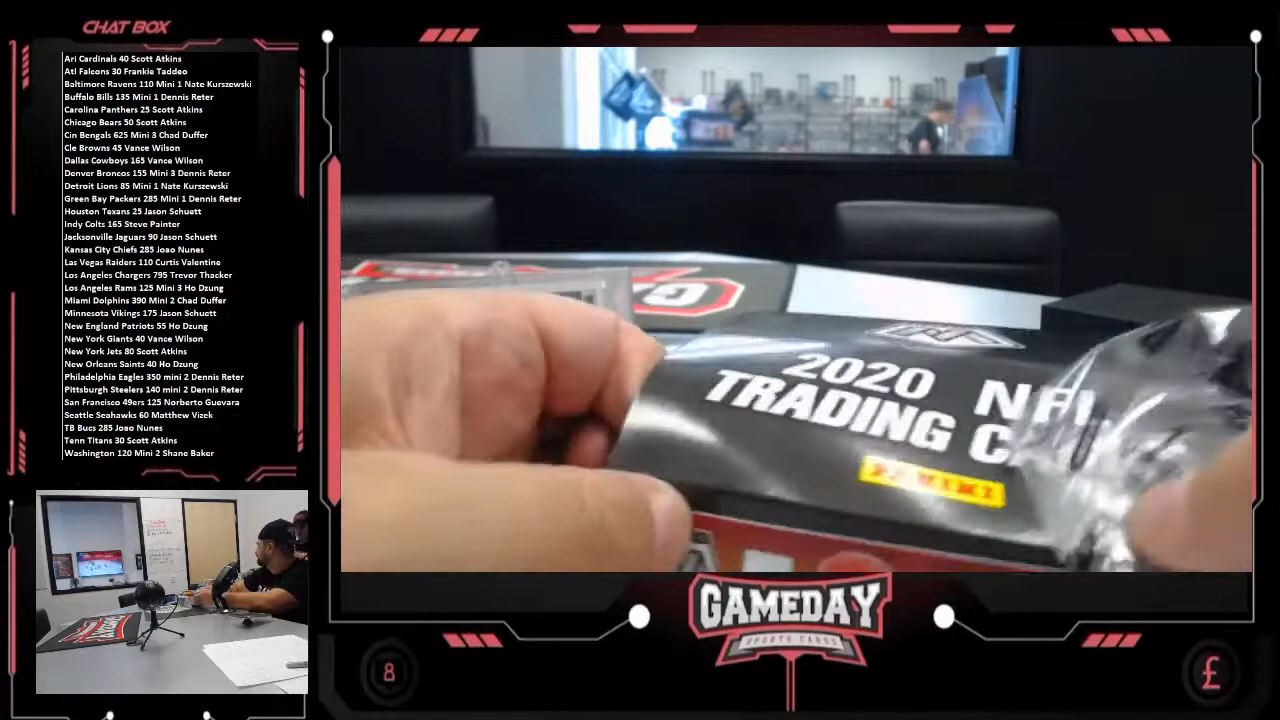 CHAT BOX
Ari Cardinals 40 Scott Atkins
Atl Falcons 30 Frankie Taddeo
Baltimore Ravens 110 Mini 1 Nate Kurszewski
Buffalo Bills 135 Mini 1 Dennis Reter
Carolina Panthers 25 Scott Atkins
Chicago Bears 50 Scott Atkins
Cin Bengals 625 Mini 3 Chad Duffer
Cle Browns 45 Vance Wilson
Dallas Cowboys 165 Vance Wilson
Denver Broncos 155 Mini 3 Dennis Reter
Detroit Lions 85 Mini 1 Nate Kurszewski
Green Bay Packers 285 Mini 1 Dennis Reter
Houston Texans 25 Jason Schuett
Indy Colts 165 Steve Painter
Jacksonville Jaguars 90 Jason Schuett
Kansas City Chiefs 285 Joao Nunes
Las Vegas Raiders 110 Curtis Valentine
Los Angeles Chargers 795 Trevor Thacker
Los Angeles Rams 125 Mini 3 Ho Dzung
Miami Dolphins 390 Mini 2 Chad Duffer
Minnesota Vikings 175 Jason Schuett
New England Patriots 55 Ho Dzung
New York Giants 40 Vance Wilson
New York Jets 80 Scott Atkins
New Orleans Saints 40 Ho Dzung
Philadelphia Eagles 350 mini 2 Dennis Reter
Pittsburgh Steelers 140 mini 2 Dennis Reter
San Francisco 49ers 125 Norberto Guevara
Seattle Seahawks 60 Matthew Vizek
TB Bucs 285 Joao Nunes
Tenn Titans 30 Scott Atkins
Washington 120 Mini 2 Shane Baker
2020 NFL
TRADING C
PANINI
GAMEDAY
SPORTS CARDS
8
£